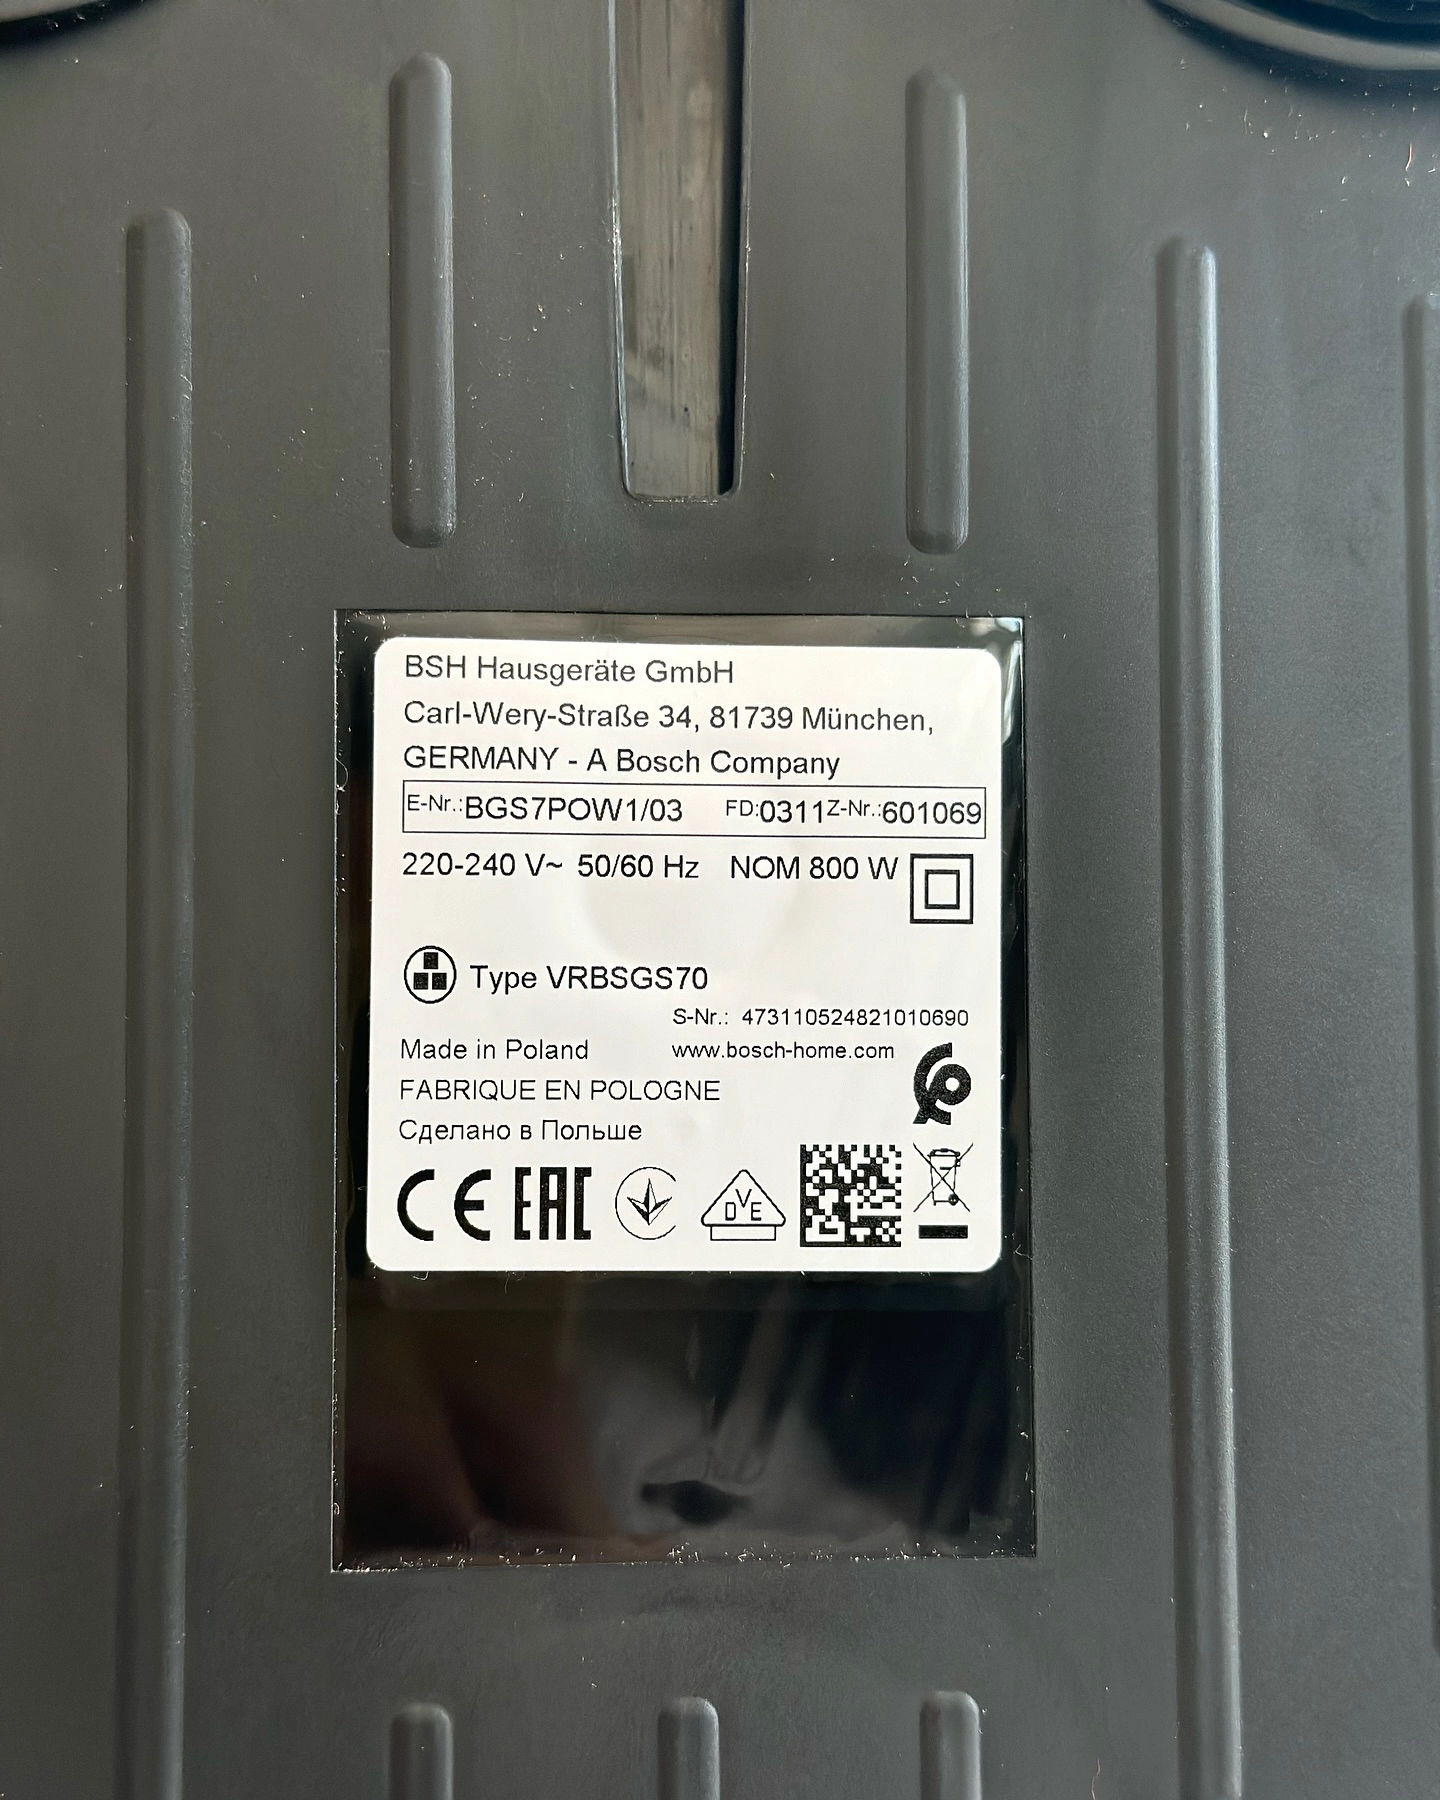 BSH Hausgeräte GmbH
Carl-Wery-Straße 34, 81739 München,
GERMANY - A Bosch Company
E-Nr.:BGS7POW1/03 FD:0311 Z-Nr.:601069
220-240 V~ 50/60 Hz NOM 800 W
Type VRBSGS70
S-Nr.: 473110524821010690
Made in Poland www.bosch-home.com
FABRIQUE EN POLOGNE
Сделано в Польше
CE EAC DVE